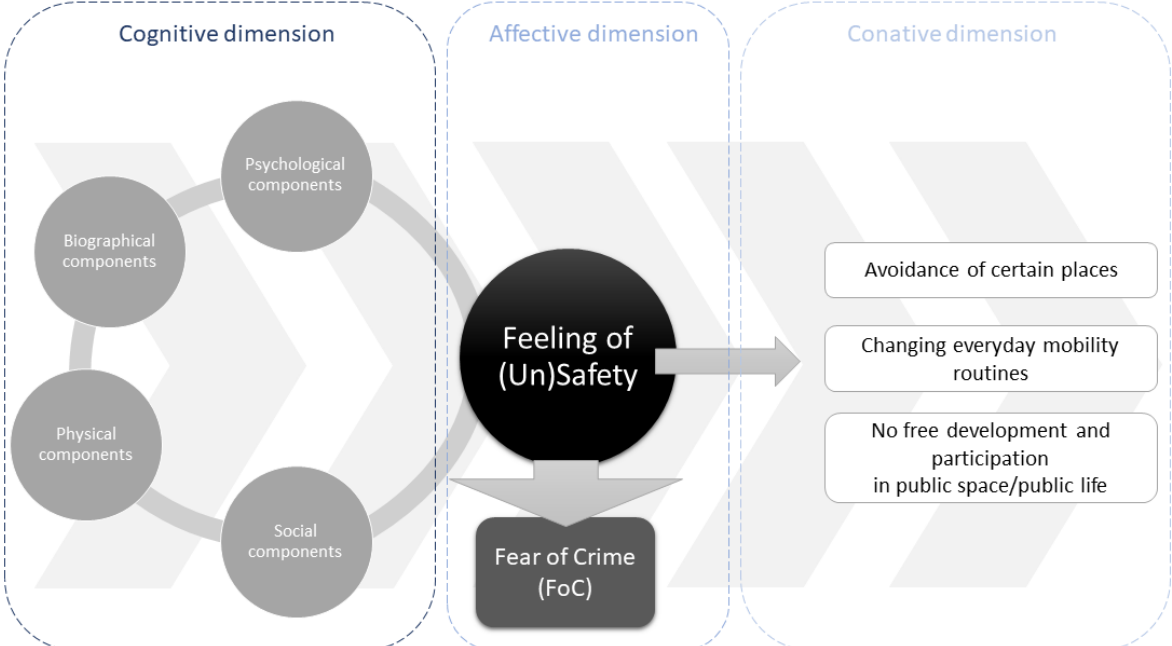 Cognitive dimension
Affective dimension
Conative dimension
Psychological
components
Biographical
components
Physical
components
Social
components
Feeling of
(Un)Safety
Fear of Crime
(FoC)
Avoidance of certain places
Changing everyday mobility
routines
No free development and
participation
in public space/public life